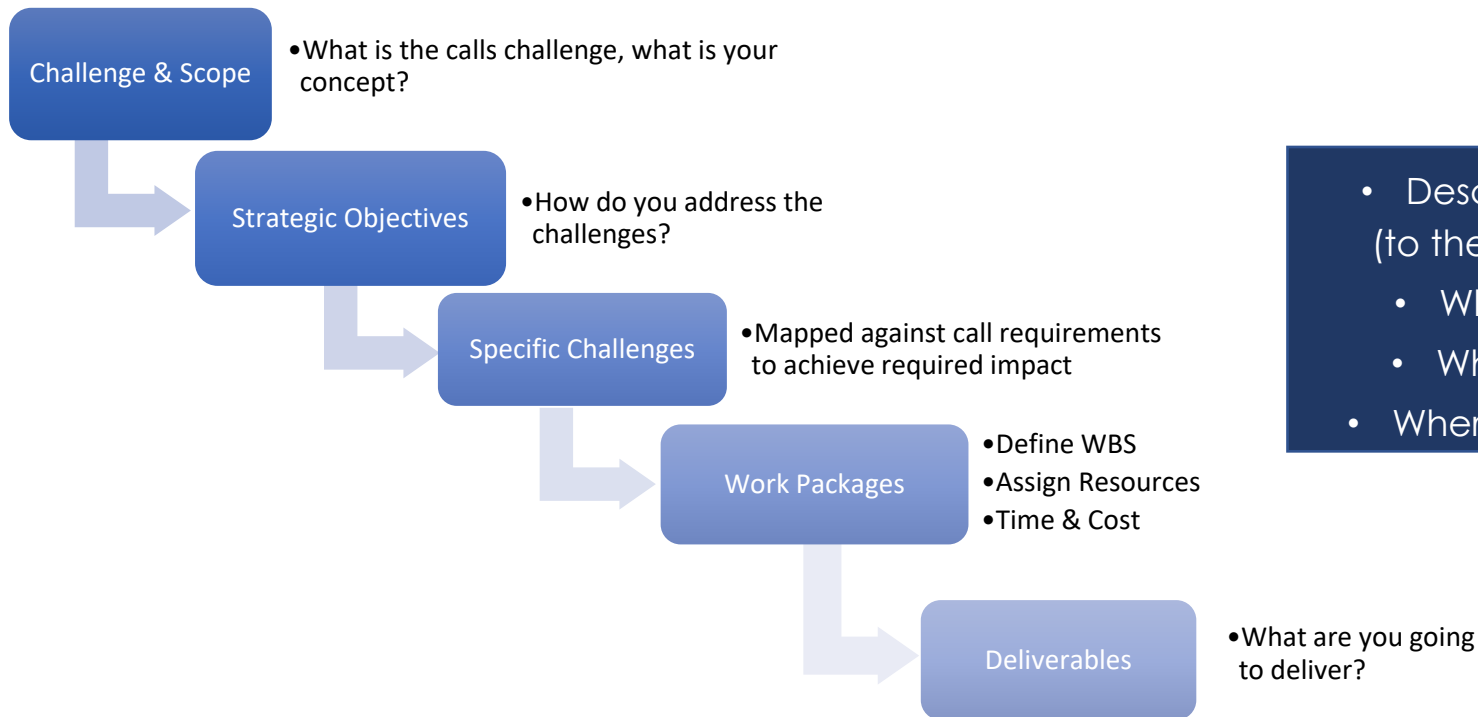 Challenge & Scope
•What is the calls challenge, what is your
concept?
Strategic Objectives
•How do you address the
challenges?
Specific Challenges
•Mapped against call requirements
to achieve required impact
Work Packages
•Define WBS
•Assign Resources
•Time & Cost
Deliverables
•What are you going
to deliver?
•
(to
•
•
•